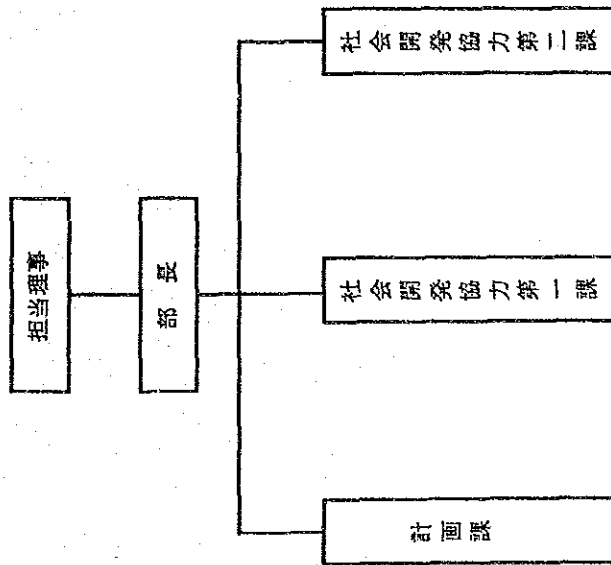 担当理事
部長
計画課
社会開発協力第一課
社会開発協力第二課